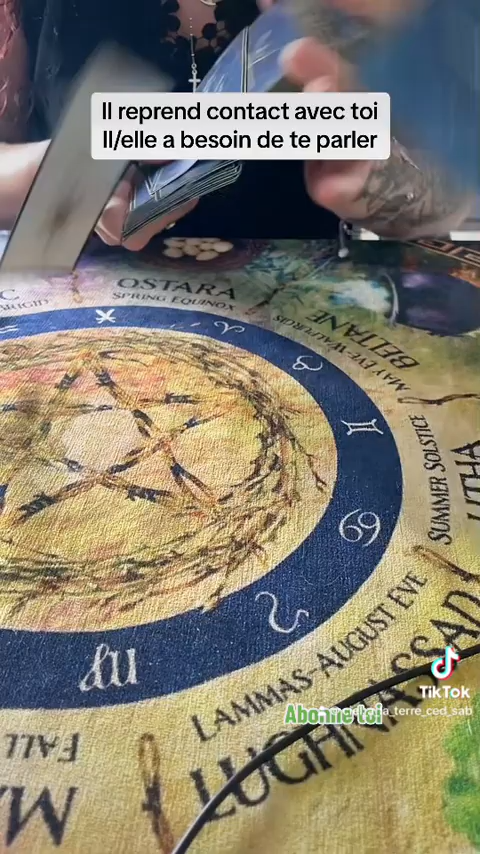 Il reprend contact avec toi
Il/elle a besoin de te parler
OSTARA
SPRING EQUINOX
BRIGID
MAY EVE-WALPURGIS
BELTANE
SUMMER SOLSTICE
LITHA
LAMMAS-AUGUST EVE
FALL
TikTok
Abonne toi